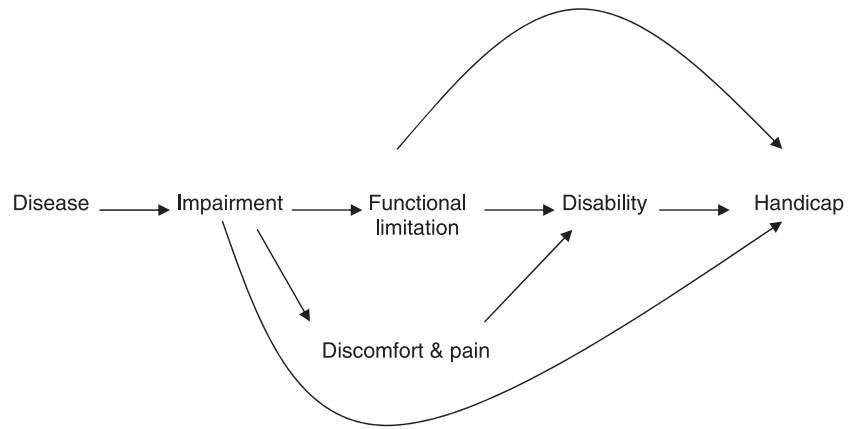 Disease
Impairment
Functional
limitation
Disability
Handicap
Discomfort & pain